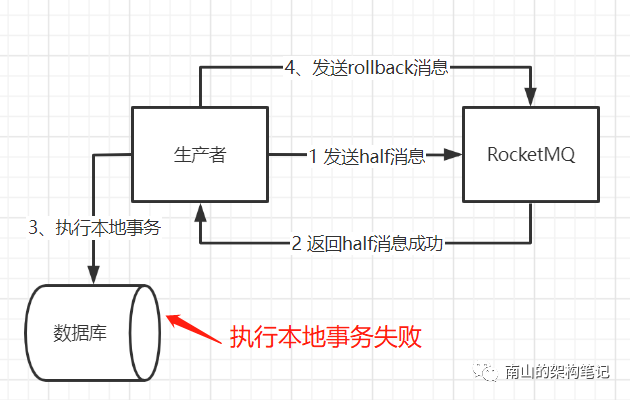 4、发送rollback消息
生产者
1 发送half消息
RocketMQ
3、执行本地事务
2 返回half消息成功
数据库
执行本地事务失败
南山的架构笔记